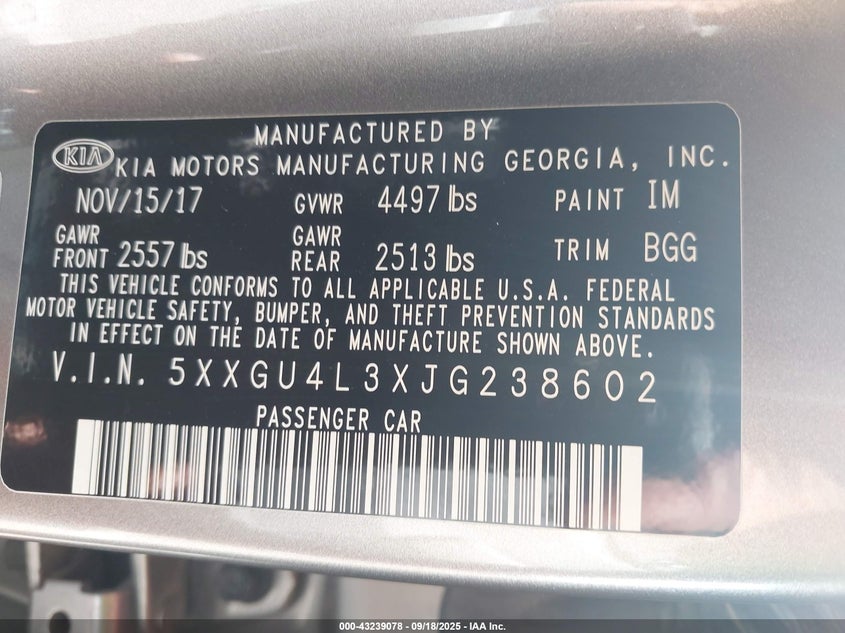 MANUFACTURED BY
KIA KIA MOTORS MANUFACTURING GEORGIA, INC.
NOV/15/17 GVWR 4497 lbs PAINT IM
GAWR FRONT 2557 lbs GAWR REAR 2513 lbs TRIM BGG
THIS VEHICLE CONFORMS TO ALL APPLICABLE U.S.A. FEDERAL
MOTOR VEHICLE SAFETY, BUMPER, AND THEFT PREVENTION STANDARDS
IN EFFECT ON THE DATE OF MANUFACTURE SHOWN ABOVE.
V.I.N. 5XXGU4L3XJG238602
PASSENGER CAR
000-43239078 - 09/18/2025 - IAA Inc.